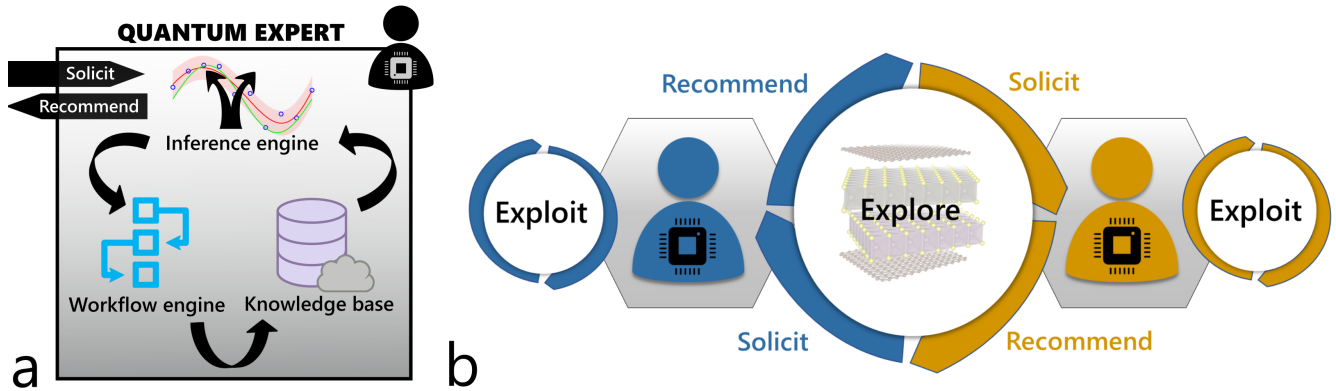 QUANTUM EXPERT
Solicit
Recommend
Inference engine
Workflow engine
Knowledge base
a
Recommend
Solicit
Exploit
Explore
Exploit
Solicit
Recommend
b